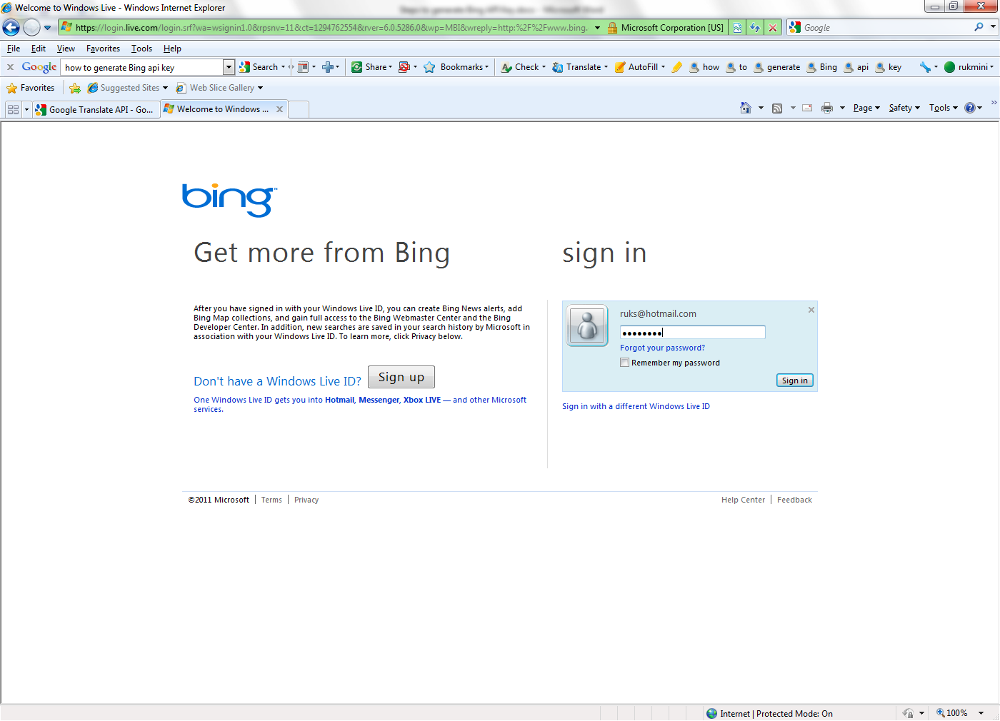 Welcome to Windows Live - Windows Internet Explorer
Steps to generate Bing API Key.docx - Microsoft Word
https://login.live.com/login.srf?wa=wsignin1.0&rpsnv=11&ct=1294762554&rver=6.0.5286.0&wp=MBI&wreply=http:%2F%2Fwww.bing.
Microsoft Corporation [US]
Google
File Edit View Favorites Tools Help
x Google how to generate Bing api key Search Share Bookmarks Check Translate AutoFill how to generate Bing api key rukmini
Favorites Suggested Sites Web Slice Gallery
Google Translate API - Go... Welcome to Windows ... x Page Safety Tools »
bing™
Get more from Bing
sign in
After you have signed in with your Windows Live ID, you can create Bing News alerts, add
Bing Map collections, and gain full access to the Bing Webmaster Center and the Bing
Developer Center. In addition, new searches are saved in your search history by Microsoft in
association with your Windows Live ID. To learn more, click Privacy below.
Don't have a Windows Live ID? Sign up
One Windows Live ID gets you into Hotmail, Messenger, Xbox LIVE — and other Microsoft
services.
ruks@hotmail.com
••••••••
Forgot your password?
Remember my password
Sign in
Sign in with a different Windows Live ID
©2011 Microsoft | Terms | Privacy
Help Center | Feedback
Internet | Protected Mode: On
100%